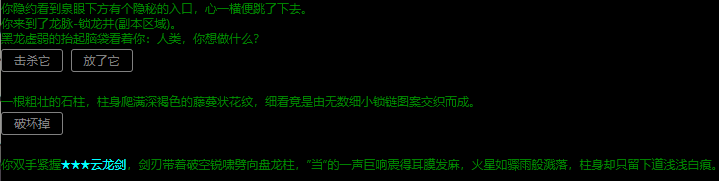 你隐约看到泉眼下方有个隐秘的入口，心一横便跳了下去。
你来到了龙脉-锁龙井(副本区域)。
黑龙虚弱的抬起脑袋看着你：人类，你想做什么？
击杀它 放了它
一根粗壮的石柱，柱身爬满深褐色的藤蔓状花纹，细看竟是由无数细小锁链图案交织而成。
破坏掉
你双手紧握★★★云龙剑，剑刃带着破空锐啸劈向盘龙柱，“当”的一声巨响震得耳膜发麻，火星如骤雨般溅落，柱身却只留下道浅浅白痕。